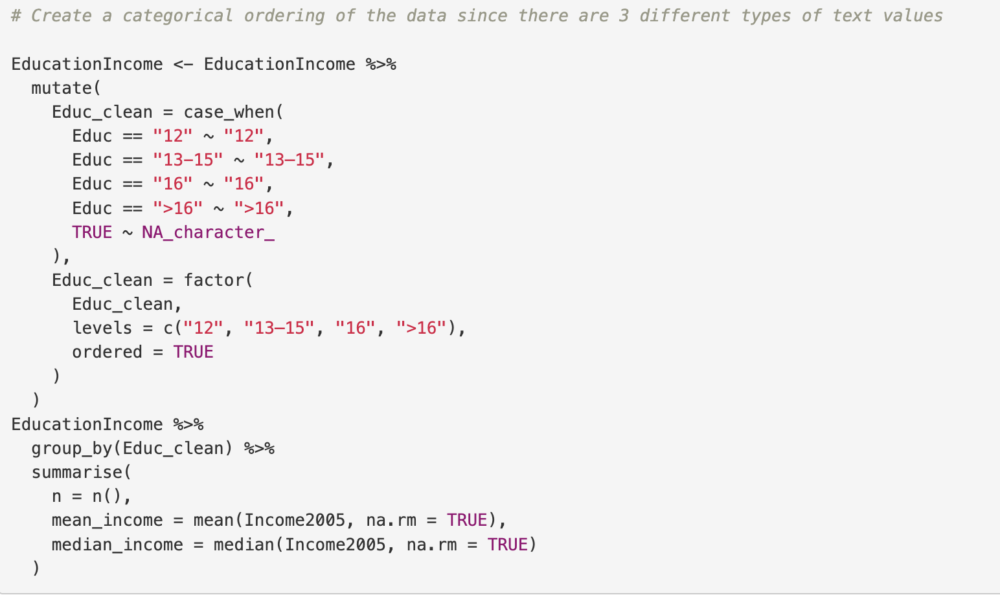 # Create a categorical ordering of the data since there are 3 different types of text values
EducationIncome <- EducationIncome %>%
  mutate(
    Educ_clean = case_when(
      Educ == "12" ~ "12",
      Educ == "13-15" ~ "13–15",
      Educ == "16" ~ "16",
      Educ == ">16" ~ ">16",
      TRUE ~ NA_character_
    ),
    Educ_clean = factor(
      Educ_clean,
      levels = c("12", "13–15", "16", ">16"),
      ordered = TRUE
    )
  )
EducationIncome %>%
  group_by(Educ_clean) %>%
  summarise(
    n = n(),
    mean_income = mean(Income2005, na.rm = TRUE),
    median_income = median(Income2005, na.rm = TRUE)
  )